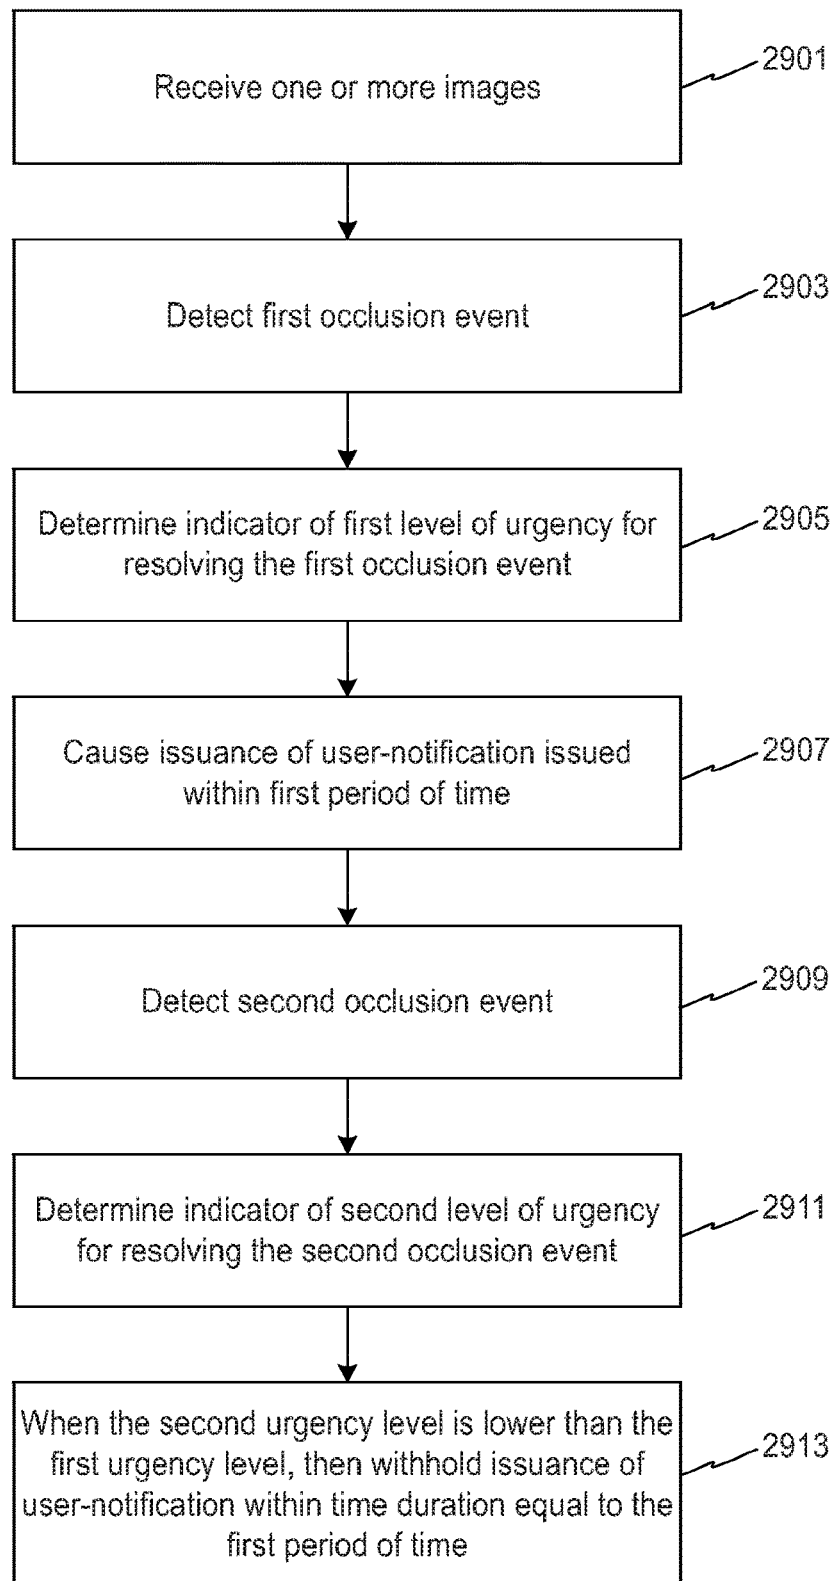 Receive one or more images
2901
Detect first occlusion event
2903
Determine indicator of first level of urgency for
resolving the first occlusion event
2905
Cause issuance of user-notification issued
within first period of time
2907
Detect second occlusion event
2909
Determine indicator of second level of urgency
for resolving the second occlusion event
2911
When the second urgency level is lower than the
first urgency level, then withhold issuance of
user-notification within time duration equal to the
first period of time
2913